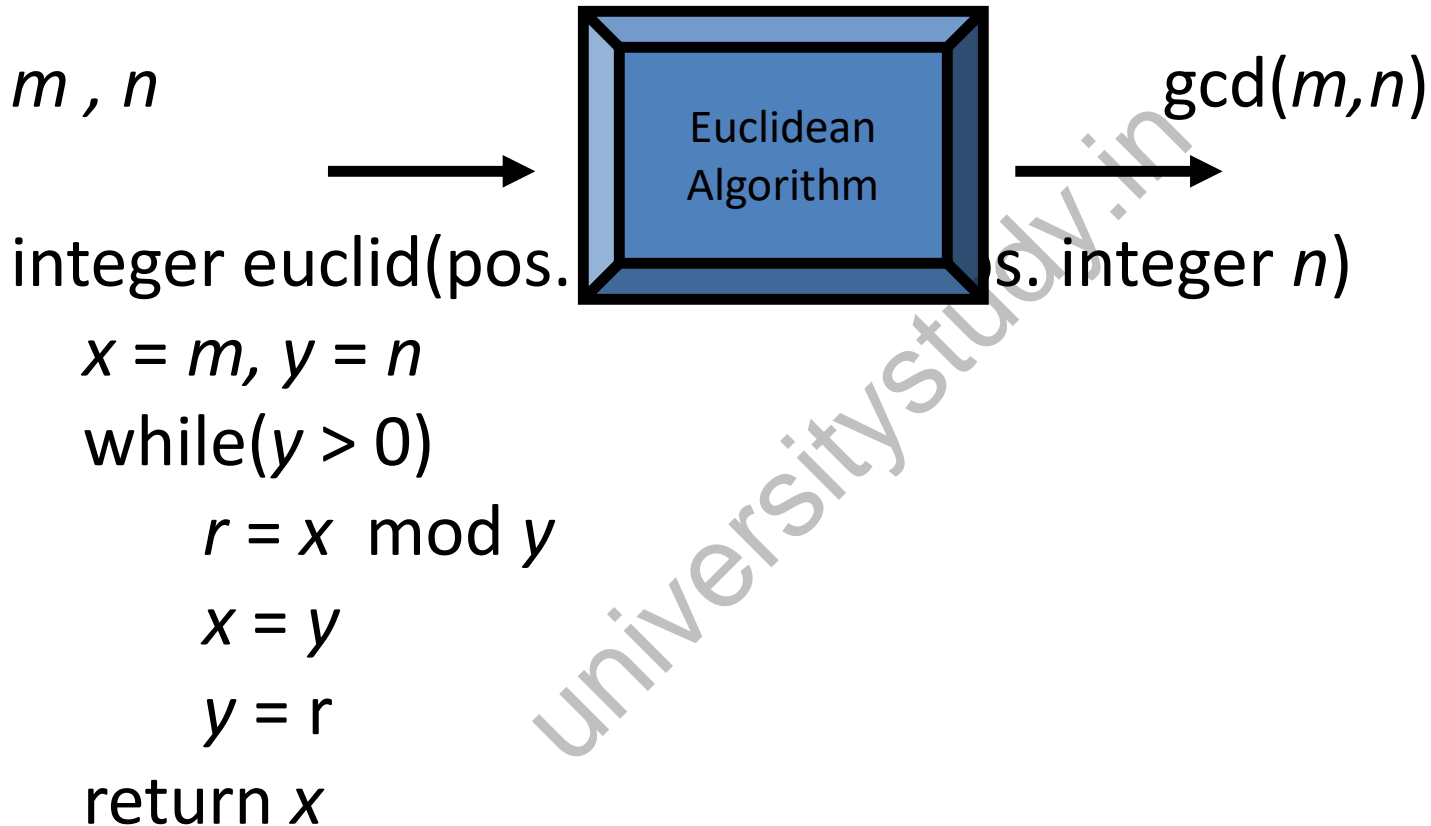 m , n
Euclidean
Algorithm
gcd(m,n)
integer euclid(pos. s. integer n)
x = m, y = n
while(y > 0)
r = x mod y
x = y
y = r
return x
universitystudy.in